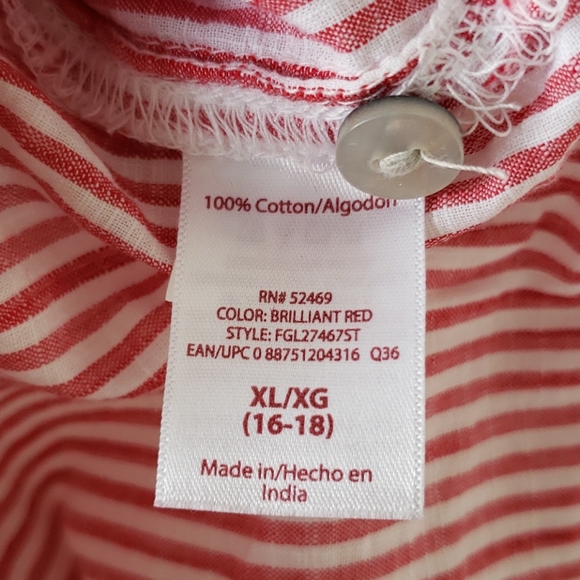 100% Cotton/Algodon
RN# 52469
COLOR: BRILLIANT RED
STYLE: FGL27467ST
EAN/UPC 0 88751204316 Q36
XL/XG
(16-18)
Made in/Hecho en
India